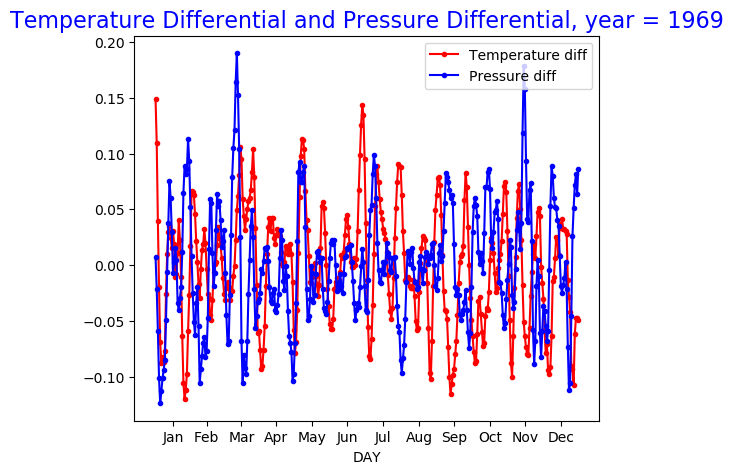 Temperature Differential and Pressure Differential, year = 1969
Temperature diff
Pressure diff
0.20
0.15
0.10
0.05
0.00
−0.05
−0.10
Jan Feb Mar Apr May Jun Jul Aug Sep Oct Nov Dec
DAY